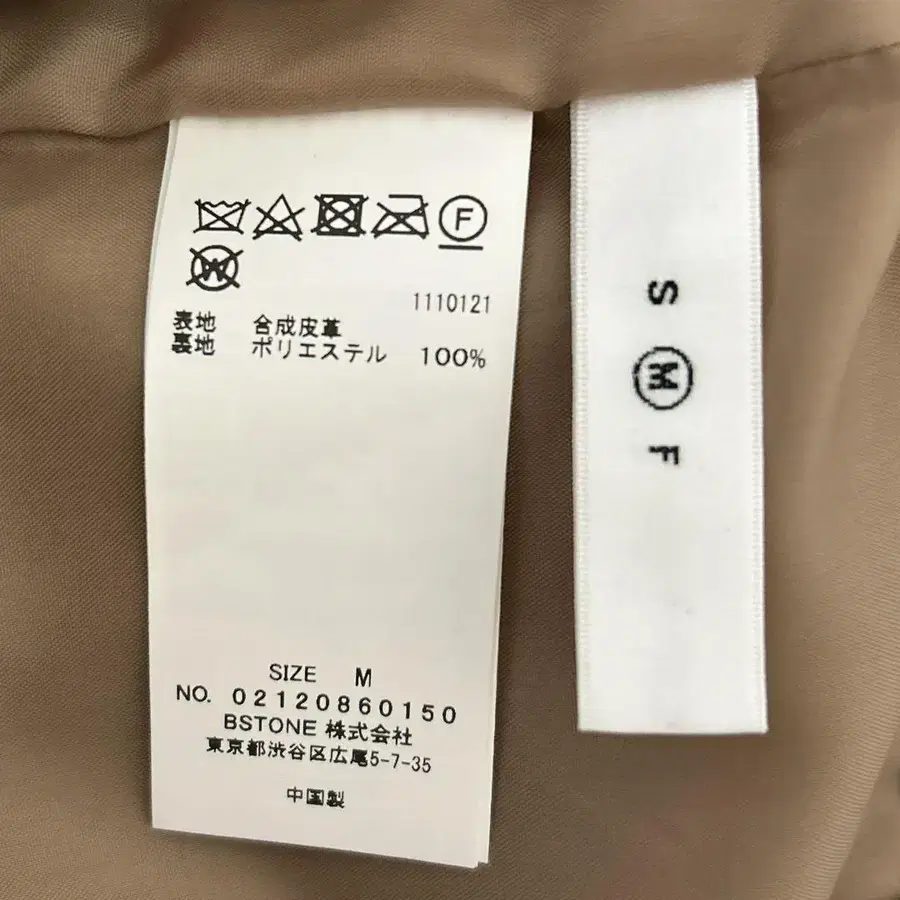 F
W
1110121
表地 合成皮革
裏地 ポリエステル 100%
SIZE M
NO. 02120860150
BSTONE 株式会社
東京都渋谷区広尾5-7-35
中国製
S
M
F